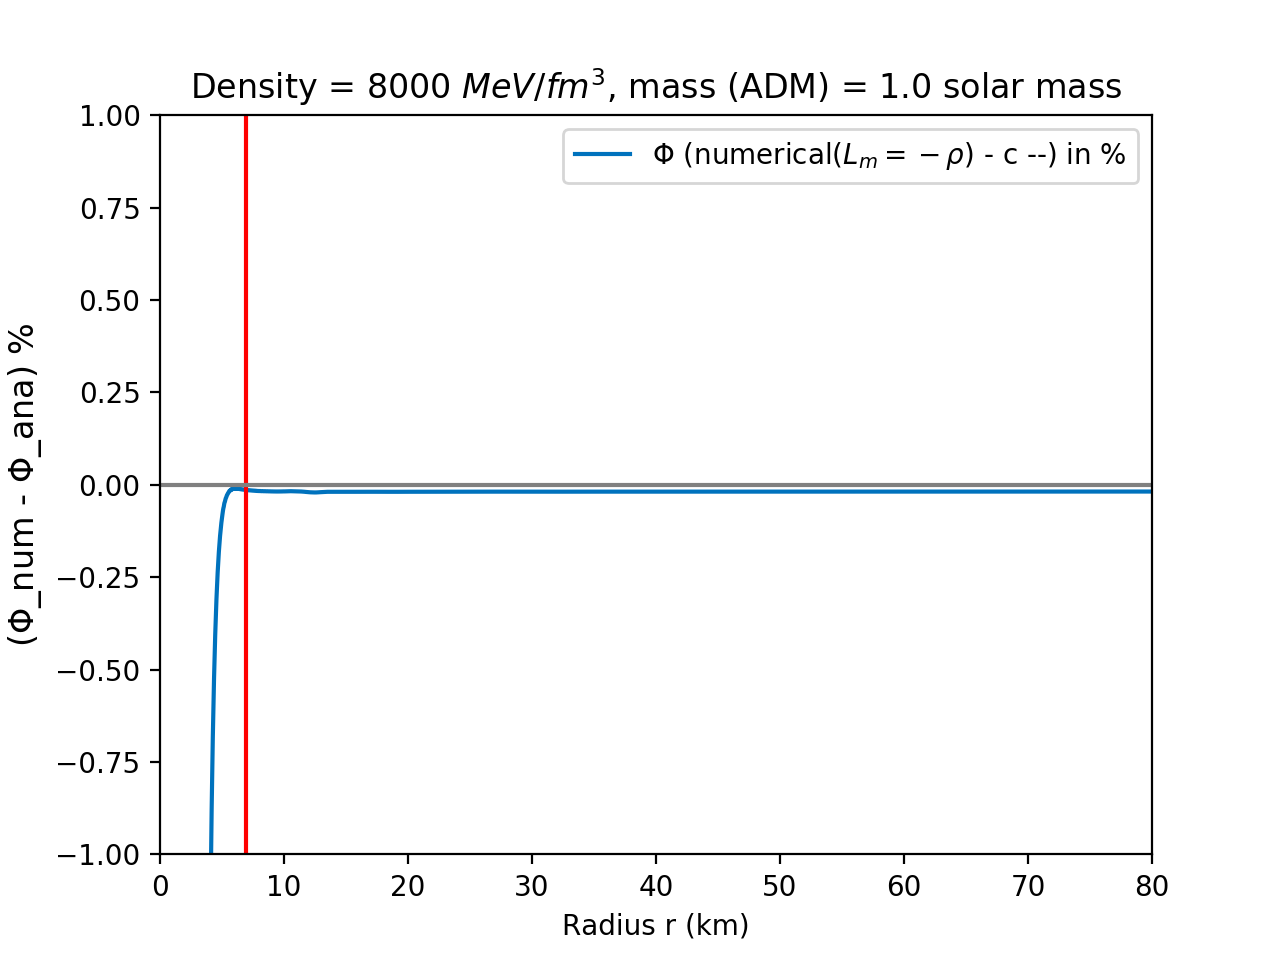 Density = 8000 MeV/fm³, mass (ADM) = 1.0 solar mass
Φ (numerical(L_m = −ρ) - c --) in %
(Φ_num - Φ_ana) %
1.00
0.75
0.50
0.25
0.00
−0.25
−0.50
−0.75
−1.00
0 10 20 30 40 50 60 70 80
Radius r (km)